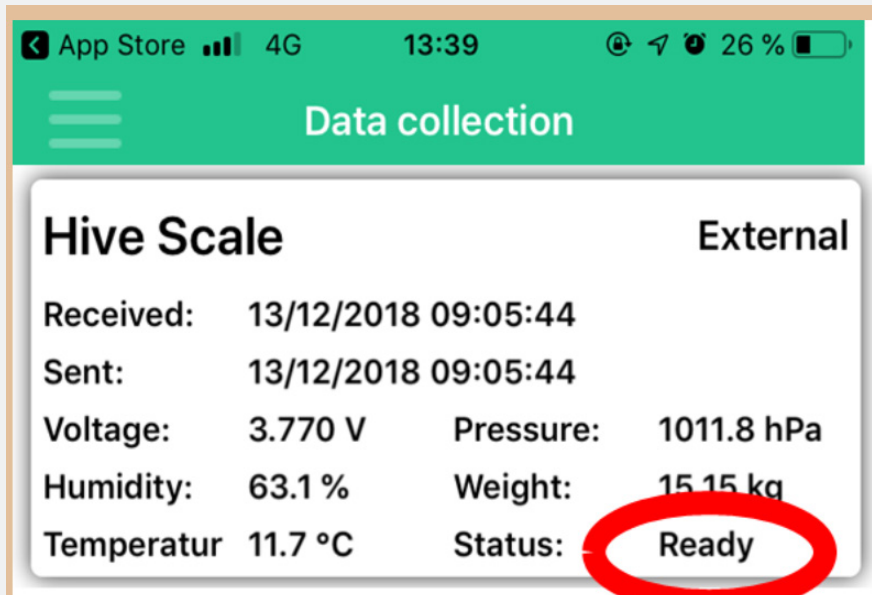 App Store 4G 13:39 26 %
Data collection
Hive Scale External
Received: 13/12/2018 09:05:44
Sent: 13/12/2018 09:05:44
Voltage: 3.770 V Pressure: 1011.8 hPa
Humidity: 63.1 % Weight: 15.15 kg
Temperatur 11.7 °C Status: Ready